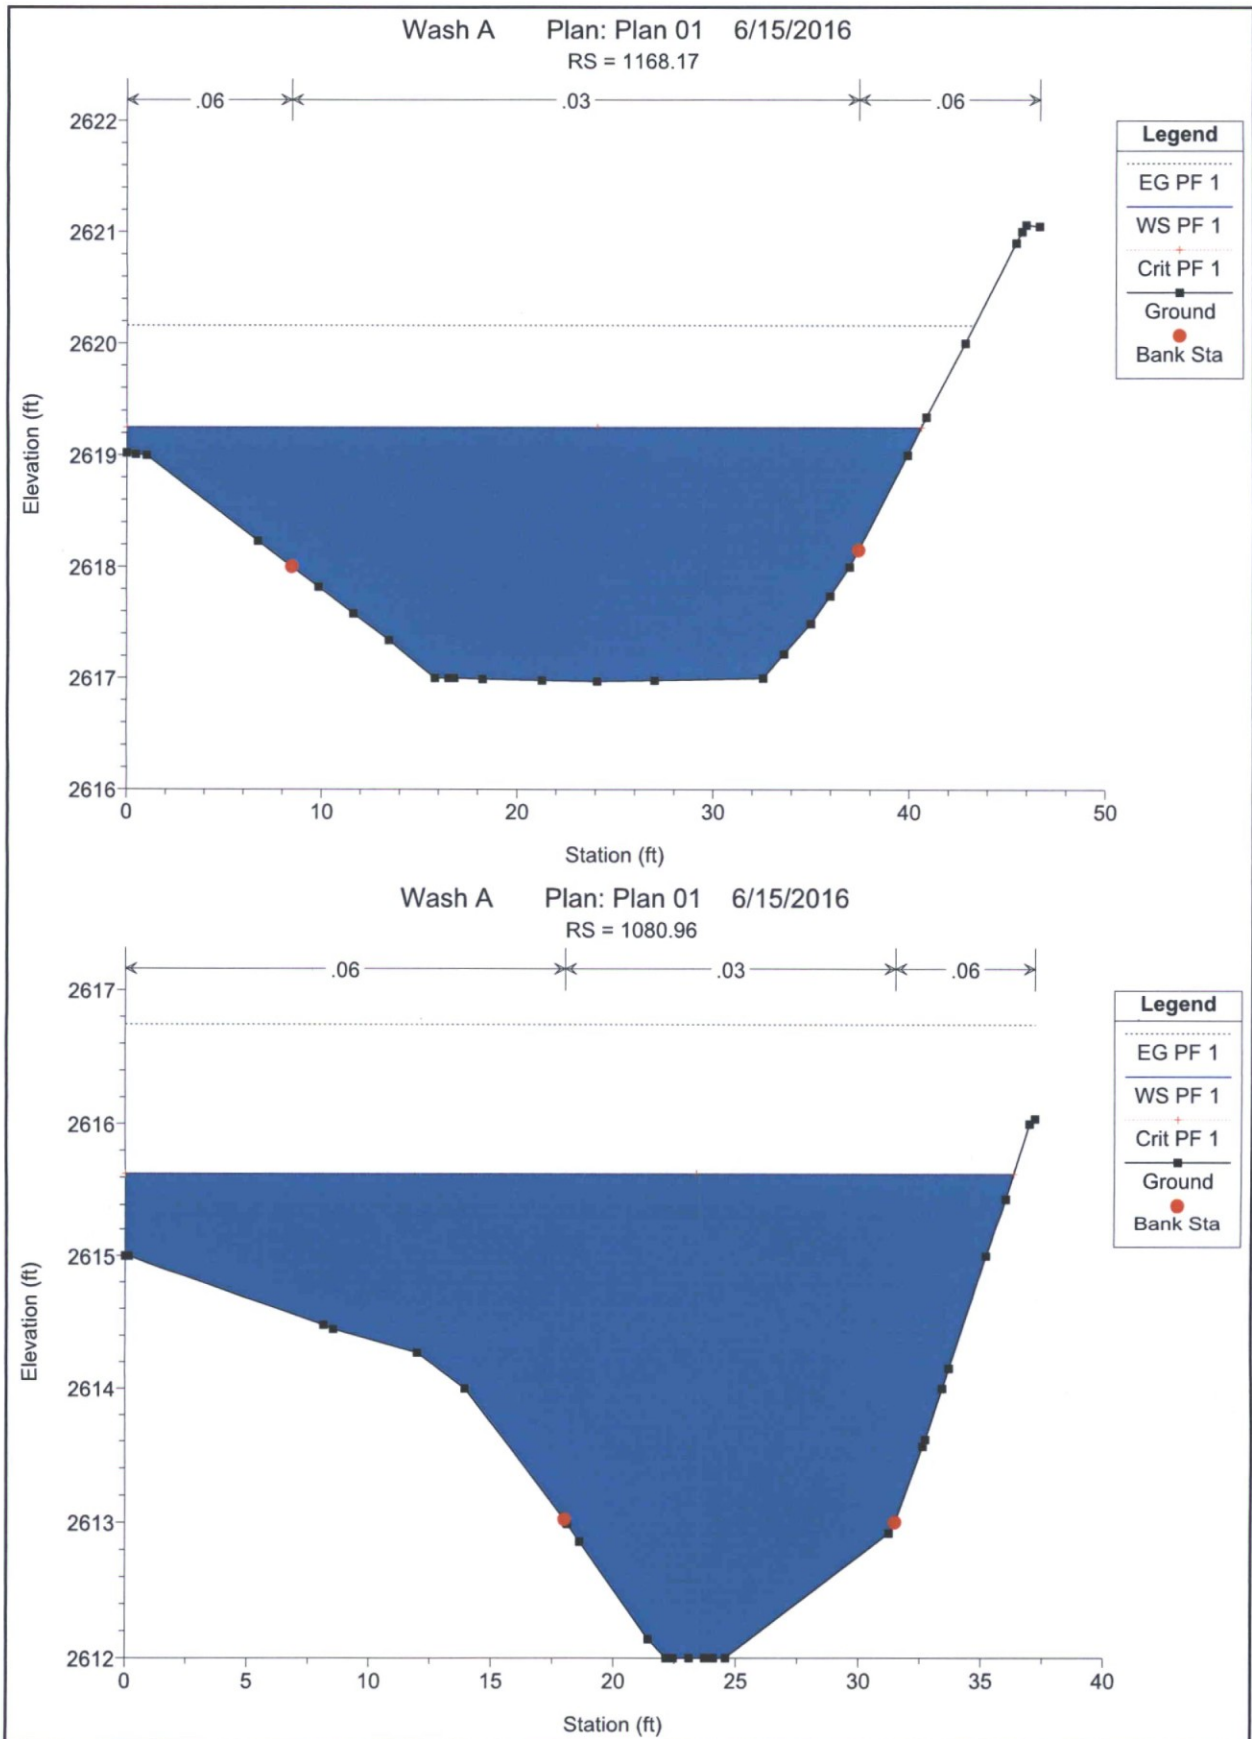 Wash A Plan: Plan 01 6/15/2016
RS = 1168.17
.06 .03 .06
2622
2621
2620
2619
2618
2617
2616
Elevation (ft)
0 10 20 30 40 50
Station (ft)
Legend
EG PF 1
WS PF 1
Crit PF 1
Ground
Bank Sta
Wash A Plan: Plan 01 6/15/2016
RS = 1080.96
.06 .03 .06
2617
2616
2615
2614
2613
2612
Elevation (ft)
0 5 10 15 20 25 30 35 40
Station (ft)
Legend
EG PF 1
WS PF 1
Crit PF 1
Ground
Bank Sta